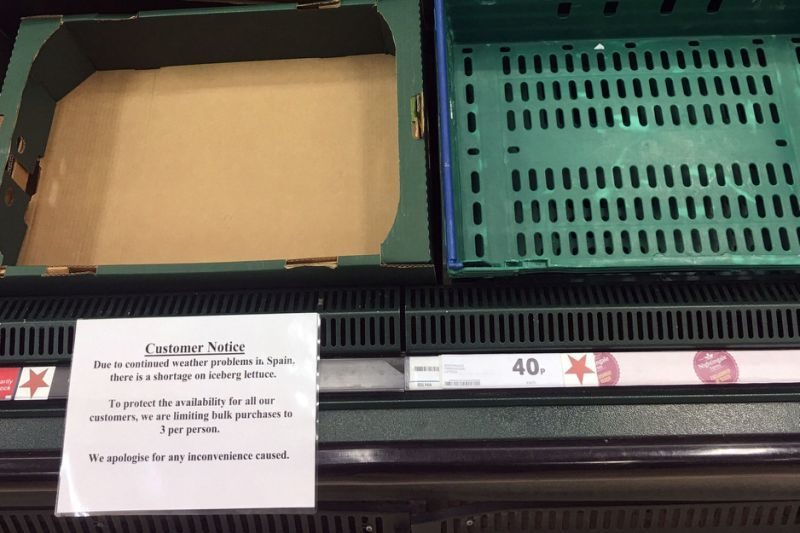 Customer Notice
Due to continued weather problems in Spain,
there is a shortage on iceberg lettuce.
To protect the availability for all our
customers, we are limiting bulk purchases to
3 per person.
We apologise for any inconvenience caused.
40P
Nightingale